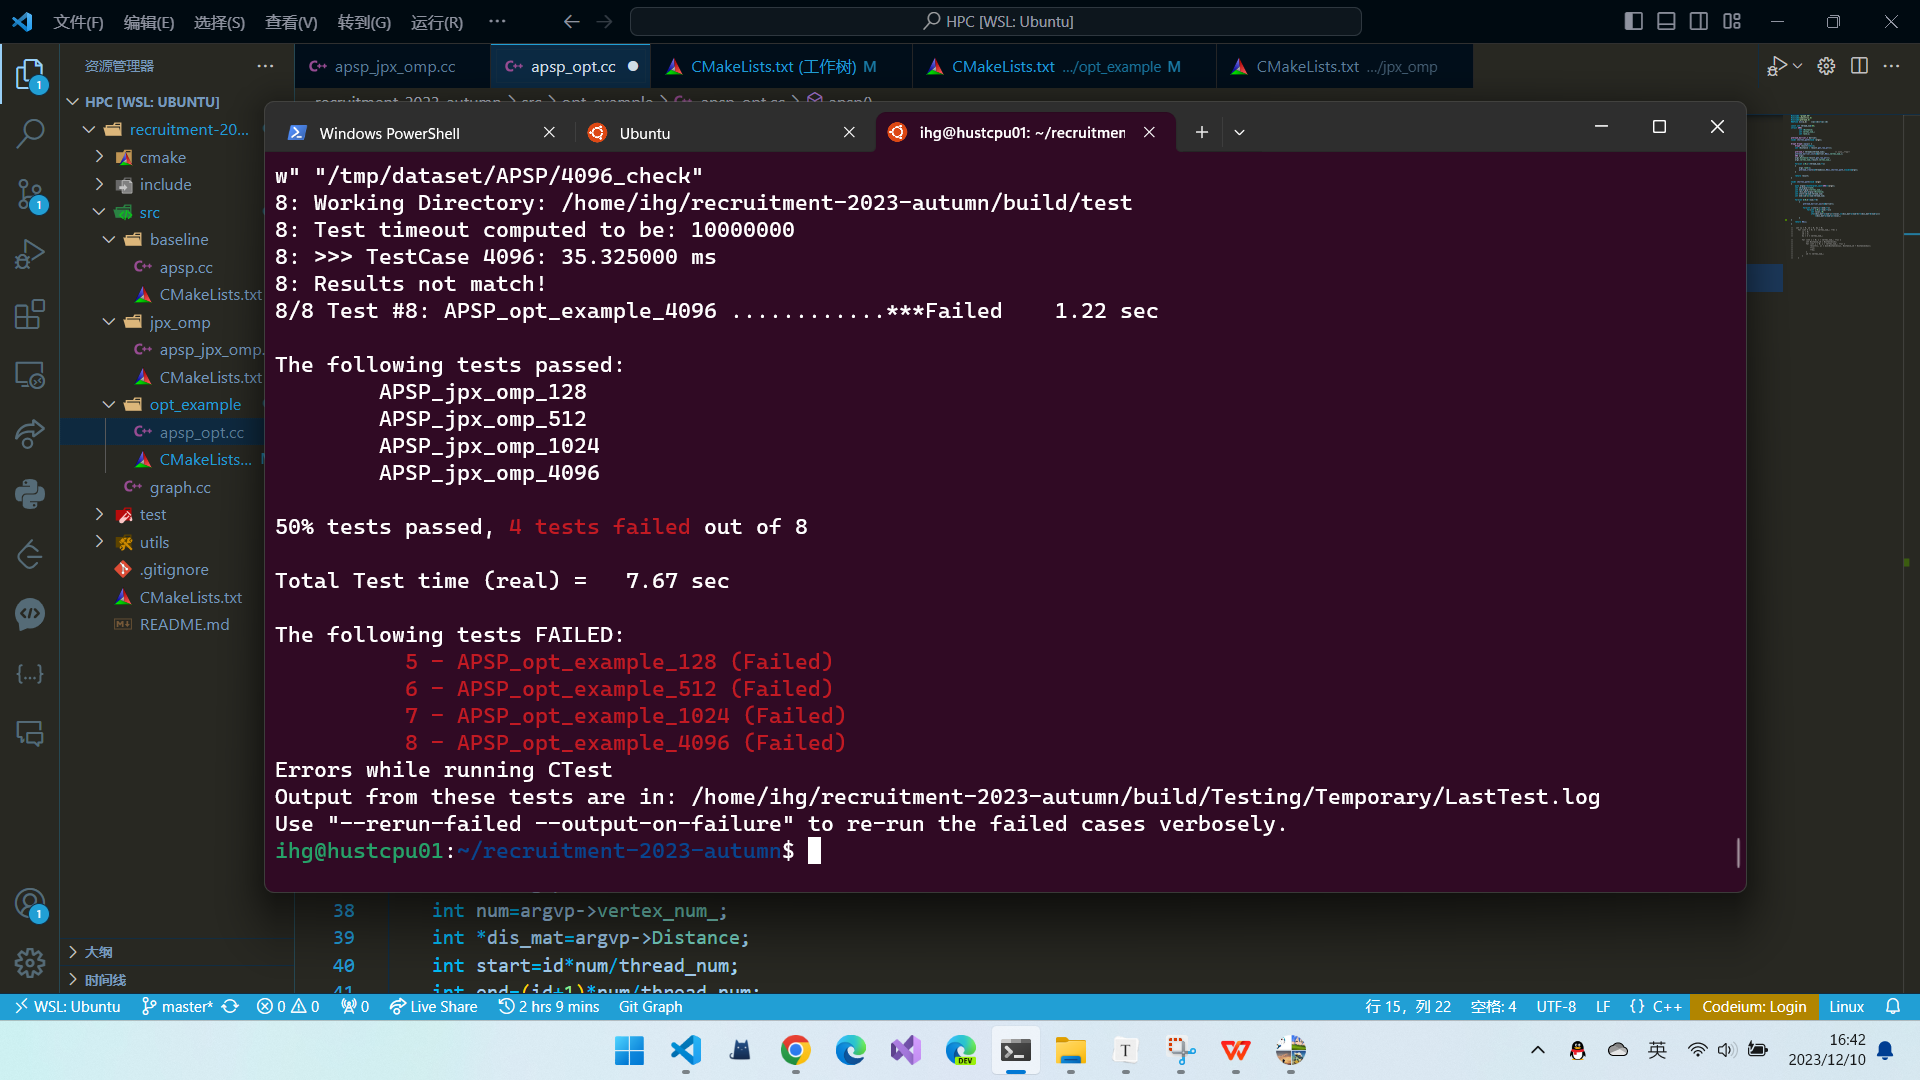 文件(F) 编辑(E) 选择(S) 查看(V) 转到(G) 运行(R) ··· HPC [WSL: Ubuntu]
资源管理器 ··· apsp_jpx_omp.cc apsp_opt.cc CMakeLists.txt (工作树) M CMakeLists.txt .../opt_example M CMakeLists.txt .../jpx_omp
HPC [WSL: UBUNTU]
recruitment-20...
cmake
include
src
baseline
apsp.cc
CMakeLists.txt
jpx_omp
apsp_jpx_omp.
CMakeLists.txt
opt_example
apsp_opt.cc
CMakeLists...
graph.cc
test
utils
.gitignore
CMakeLists.txt
README.md
大纲
时间线
Windows PowerShell Ubuntu ihg@hustcpu01: ~/recruitmen
w" "/tmp/dataset/APSP/4096_check"
8: Working Directory: /home/ihg/recruitment-2023-autumn/build/test
8: Test timeout computed to be: 10000000
8: >>> TestCase 4096: 35.325000 ms
8: Results not match!
8/8 Test #8: APSP_opt_example_4096 ............***Failed    1.22 sec
The following tests passed:
APSP_jpx_omp_128
APSP_jpx_omp_512
APSP_jpx_omp_1024
APSP_jpx_omp_4096
50% tests passed, 4 tests failed out of 8
Total Test time (real) =   7.67 sec
The following tests FAILED:
5 - APSP_opt_example_128 (Failed)
6 - APSP_opt_example_512 (Failed)
7 - APSP_opt_example_1024 (Failed)
8 - APSP_opt_example_4096 (Failed)
Errors while running CTest
Output from these tests are in: /home/ihg/recruitment-2023-autumn/build/Testing/Temporary/LastTest.log
Use "--rerun-failed --output-on-failure" to re-run the failed cases verbosely.
ihg@hustcpu01:~/recruitment-2023-autumn$
38 int num=argvp->vertex_num_;
39 int *dis_mat=argvp->Distance;
40 int start=id*num/thread_num;
41 int end=(id+1)*num/thread_num;
WSL: Ubuntu master* 0 0 0 Live Share 2 hrs 9 mins Git Graph 行 15，列 22 空格: 4 UTF-8 LF {} C++ Codeium: Login Linux
英 16:42
2023/12/10